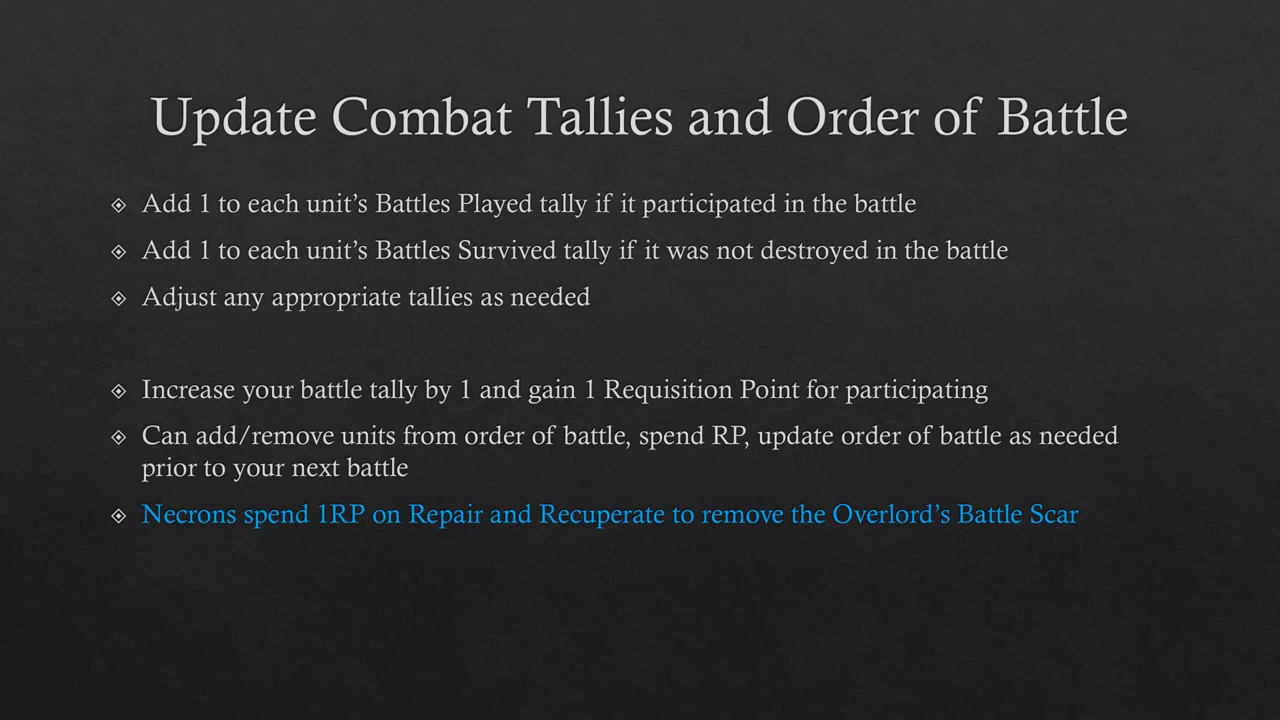 Update Combat Tallies and Order of Battle
Add 1 to each unit’s Battles Played tally if it participated in the battle
Add 1 to each unit’s Battles Survived tally if it was not destroyed in the battle
Adjust any appropriate tallies as needed
Increase your battle tally by 1 and gain 1 Requisition Point for participating
Can add/remove units from order of battle, spend RP, update order of battle as needed
prior to your next battle
Necrons spend 1RP on Repair and Recuperate to remove the Overlord’s Battle Scar